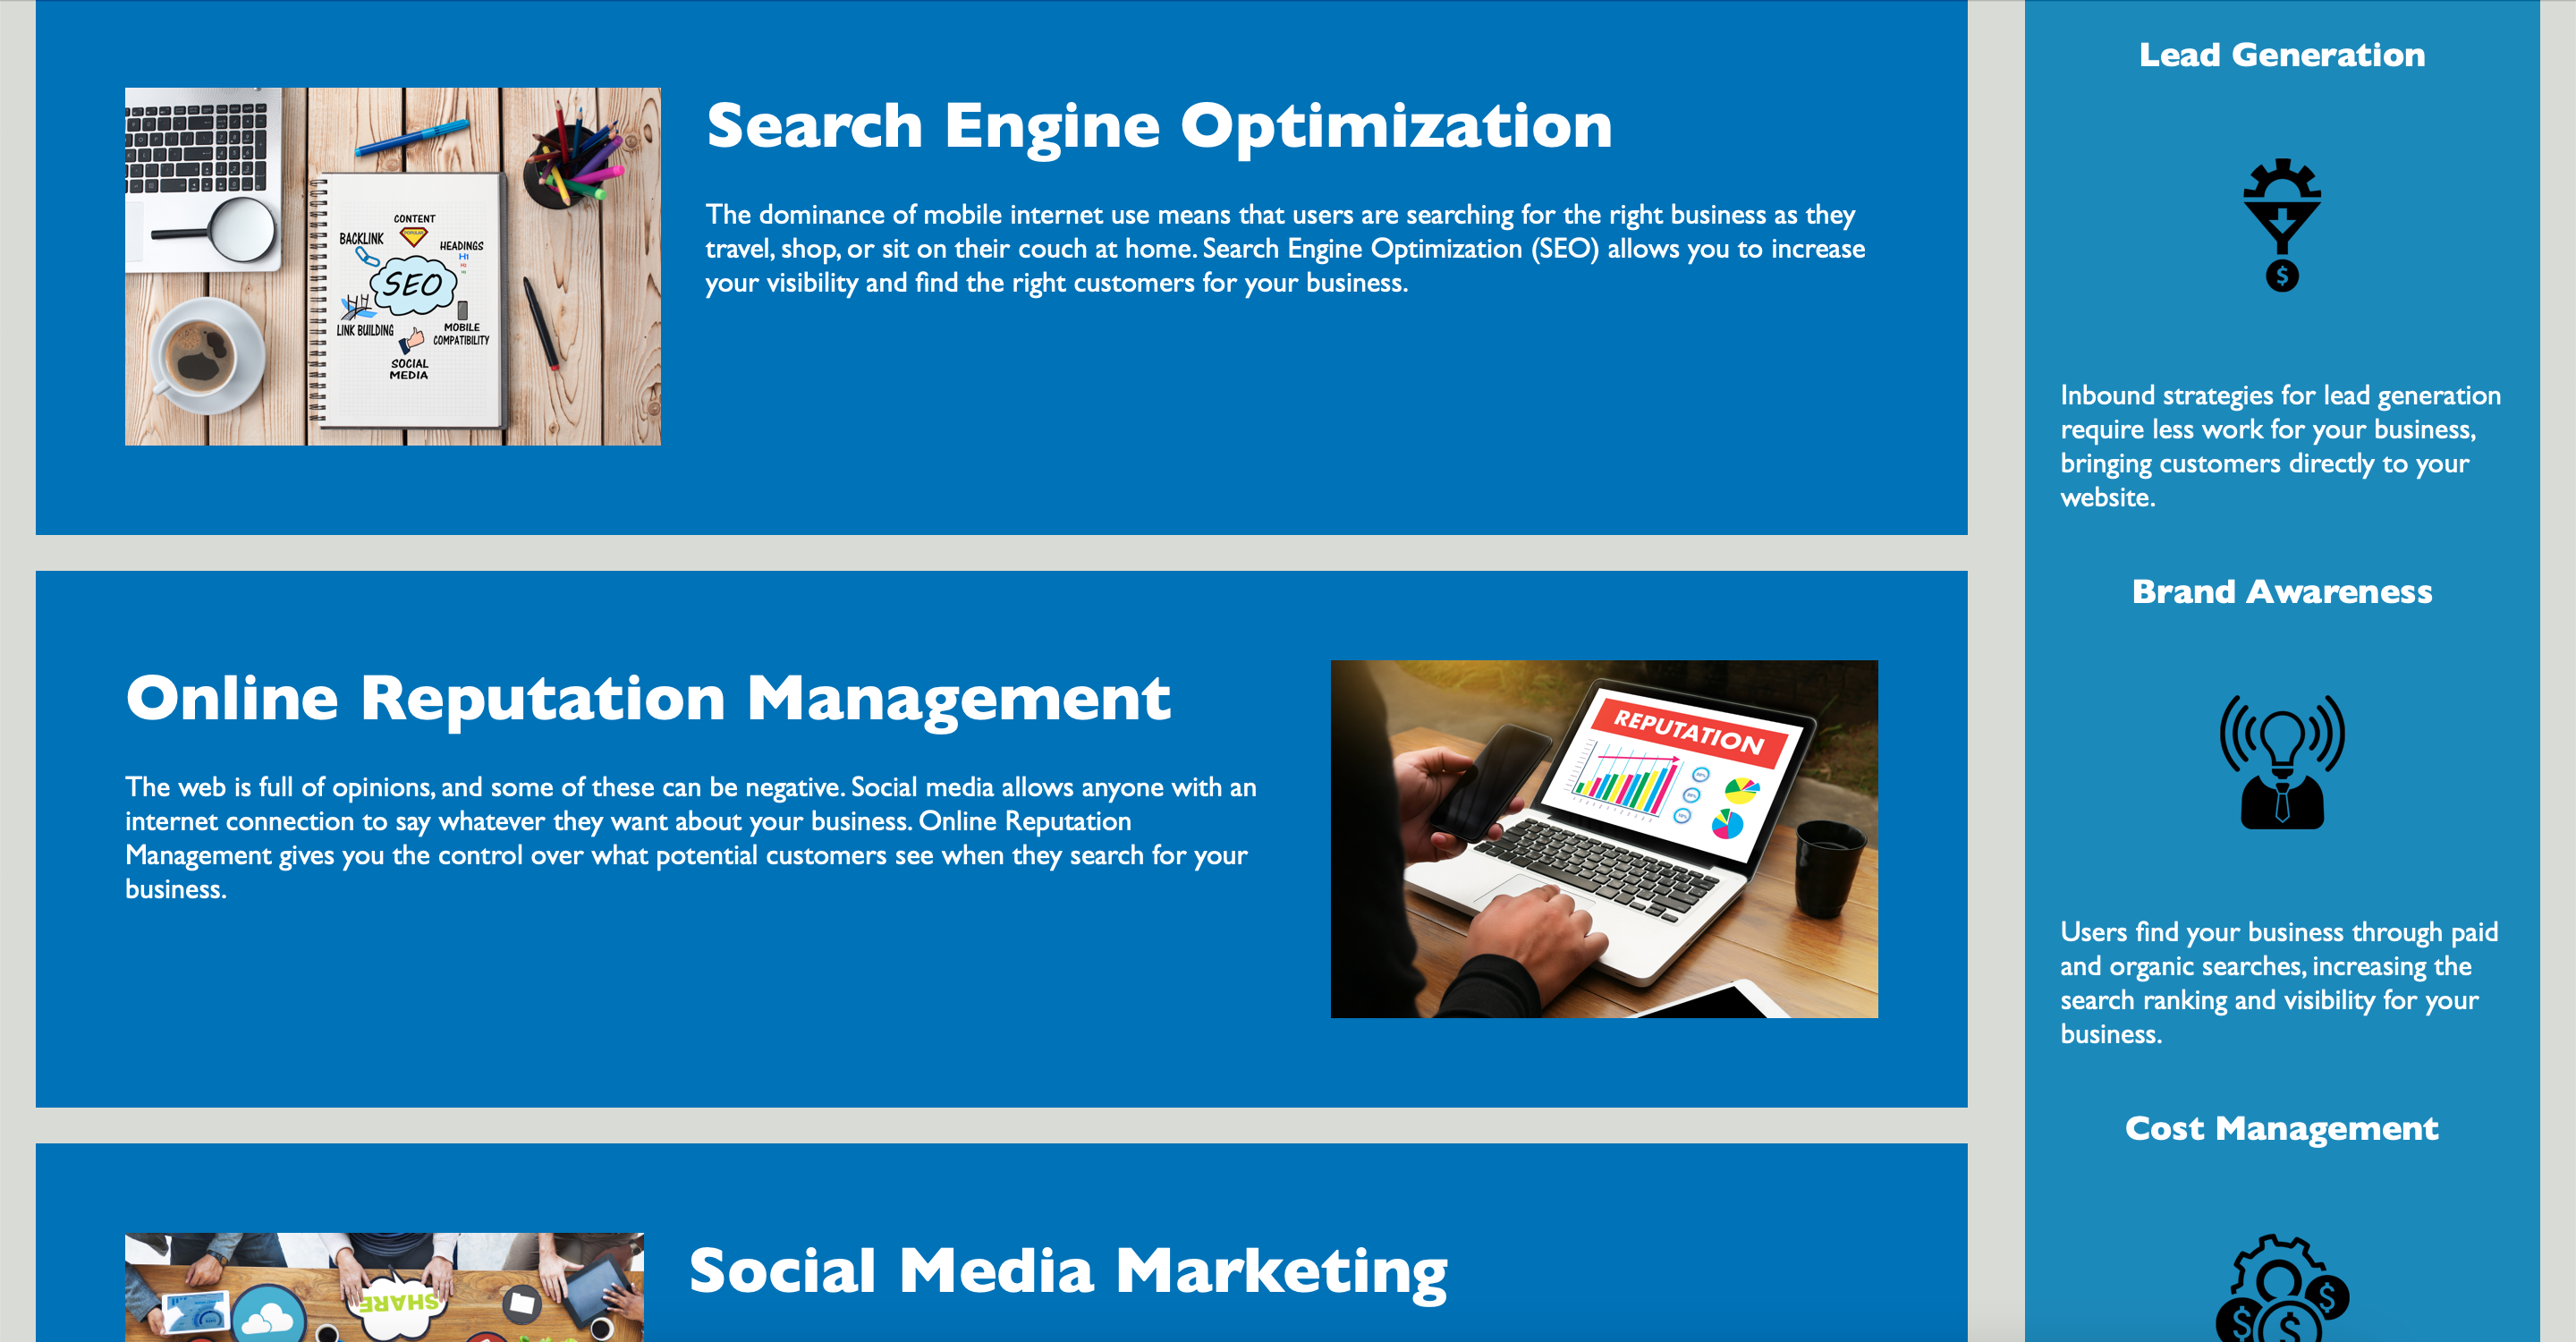 Search Engine Optimization
The dominance of mobile internet use means that users are searching for the right business as they
travel, shop, or sit on their couch at home. Search Engine Optimization (SEO) allows you to increase
your visibility and find the right customers for your business.
CONTENT
POPULAR
BACKLINK
HEADINGS
H1
H2
H3
SEO
LINK BUILDING
MOBILE
COMPATIBILITY
SOCIAL
MEDIA
Online Reputation Management
The web is full of opinions, and some of these can be negative. Social media allows anyone with an
internet connection to say whatever they want about your business. Online Reputation
Management gives you the control over what potential customers see when they search for your
business.
REPUTATION
Social Media Marketing
SHARE
Lead Generation
$
Inbound strategies for lead generation
require less work for your business,
bringing customers directly to your
website.
Brand Awareness
Users find your business through paid
and organic searches, increasing the
search ranking and visibility for your
business.
Cost Management
$
$
$